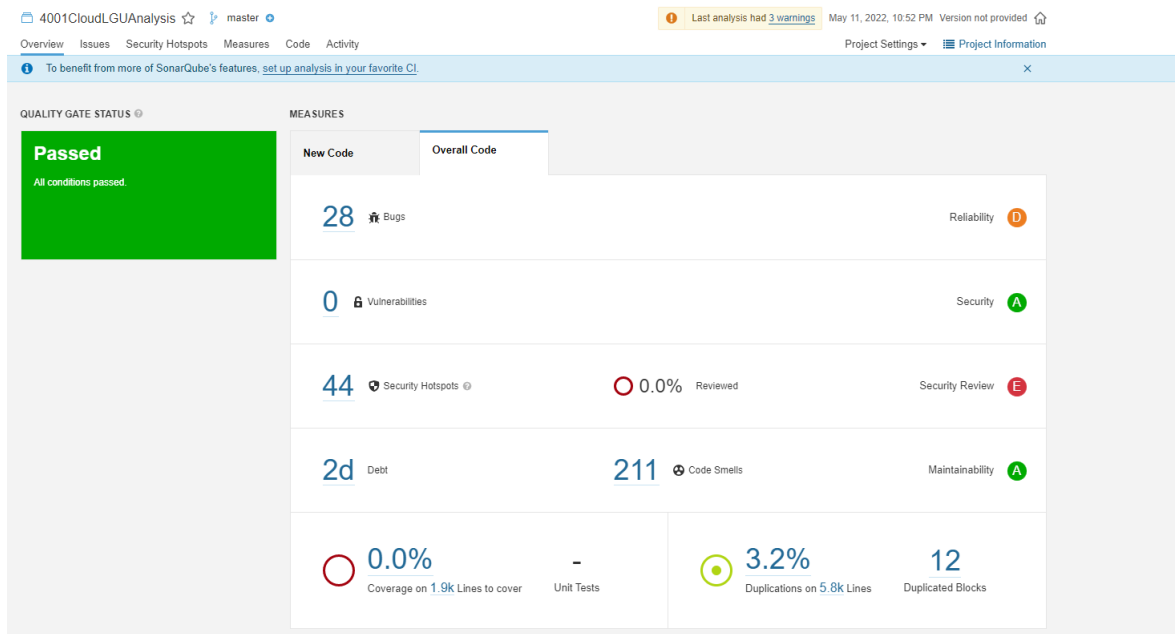 4001CloudLGUAnalysis master Last analysis had 3 warnings May 11, 2022, 10:52 PM Version not provided
Overview Issues Security Hotspots Measures Code Activity Project Settings Project Information
To benefit from more of SonarQube's features, set up analysis in your favorite CI.
QUALITY GATE STATUS MEASURES
Passed
All conditions passed.
New Code Overall Code
28 Bugs Reliability D
0 Vulnerabilities Security A
44 Security Hotspots 0.0% Reviewed Security Review E
2d Debt 211 Code Smells Maintainability A
0.0% - 3.2% 12
Coverage on 1.9k Lines to cover Unit Tests Duplications on 5.8k Lines Duplicated Blocks